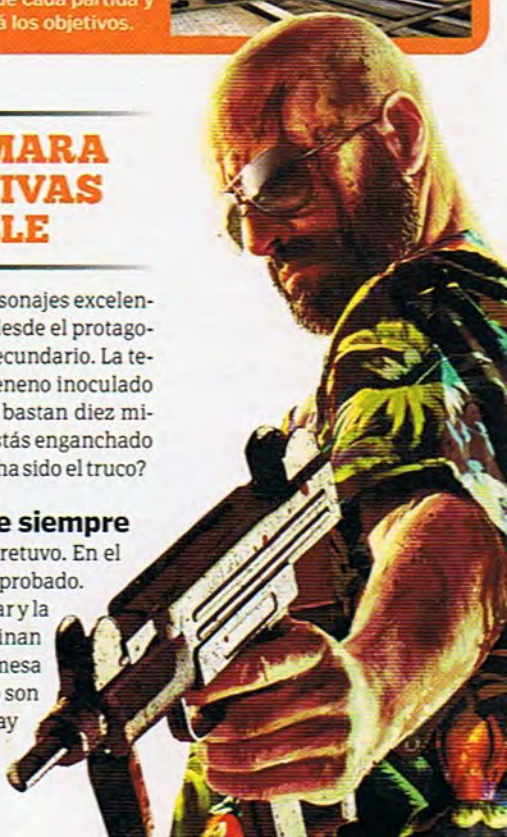 de cada partida y
á los objetivos.
MARA
IVAS
LE
sonajes excelen-
desde el protago-
ecundario. La te-
eneno inoculado
bastan diez mi-
stás enganchado
ha sido el truco?
e siempre
retuvo. En el
probado.
ar y la
inan
mesa
son
ay